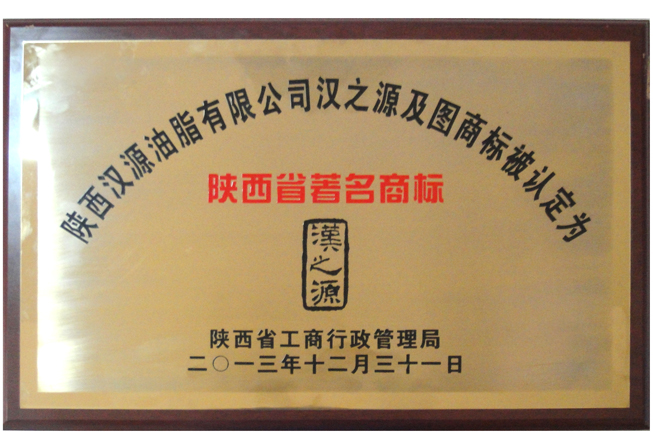 陕西汉源油脂有限公司汉之源及图商标被认定为
陕西省著名商标
漢之源
陕西省工商行政管理局
二〇一三年十二月三十一日